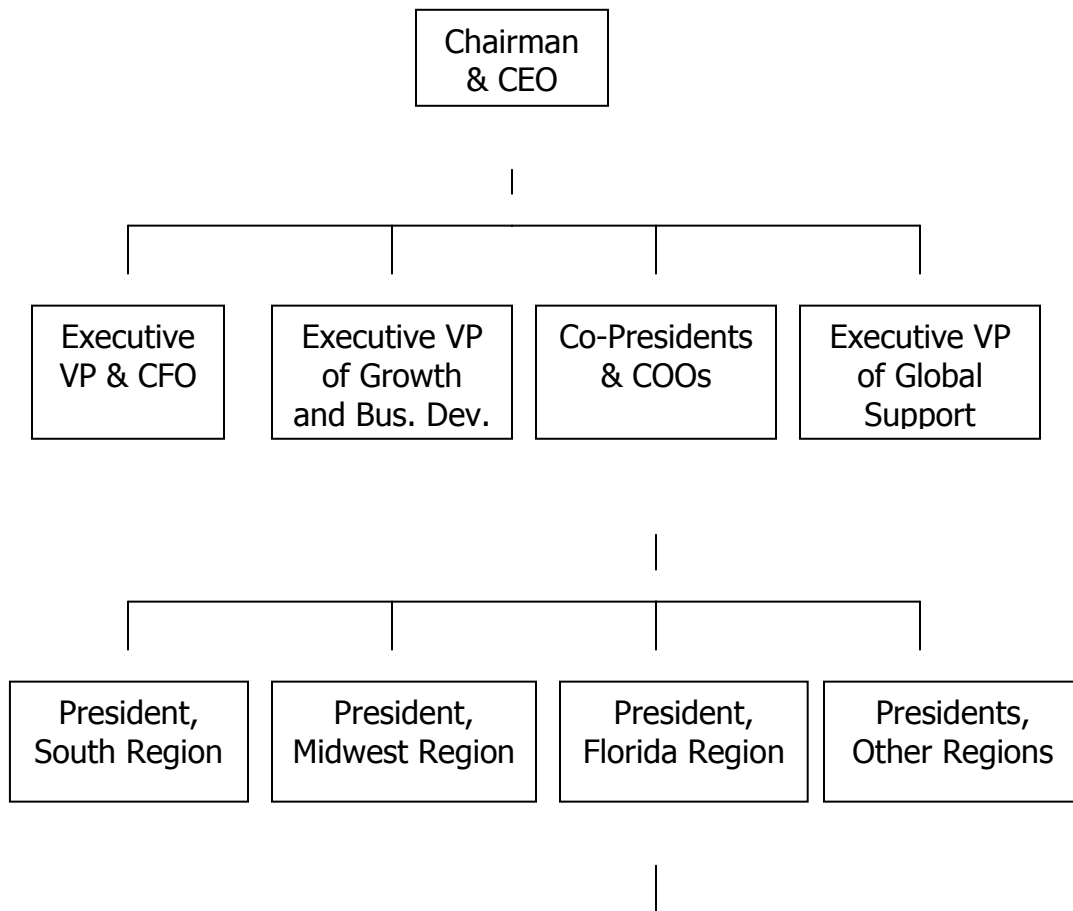 Chairman
& CEO
Executive
VP & CFO
Executive VP
of Growth
and Bus. Dev.
Co-Presidents
& COOs
Executive VP
of Global
Support
President,
South Region
President,
Midwest Region
President,
Florida Region
Presidents,
Other Regions